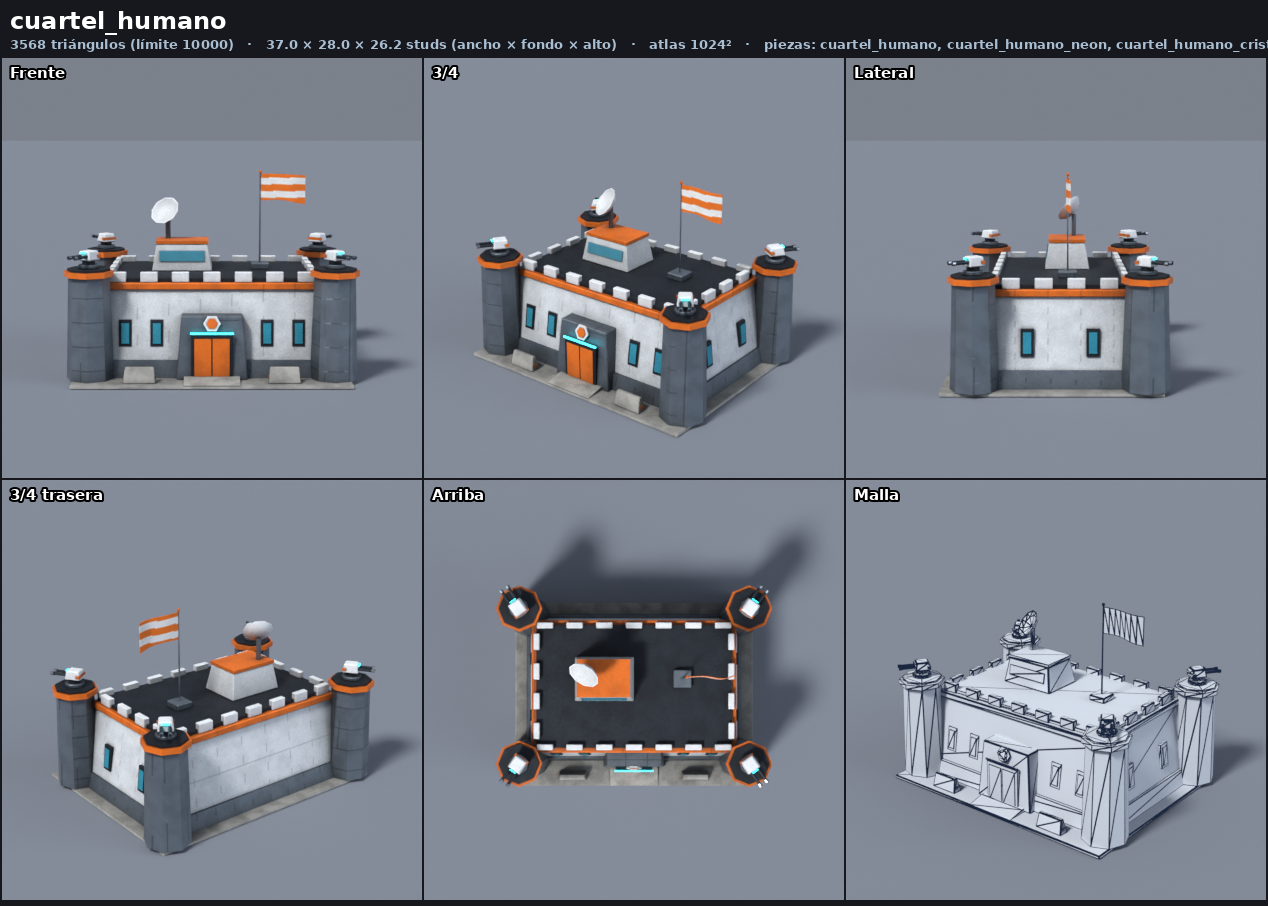 cuartel_humano
3568 triángulos (límite 10000) · 37.0 × 28.0 × 26.2 studs (ancho × fondo × alto) · atlas 1024² · piezas: cuartel_humano, cuartel_humano_neon, cuartel_humano_crist
Frente
3/4
Lateral
3/4 trasera
Arriba
Malla